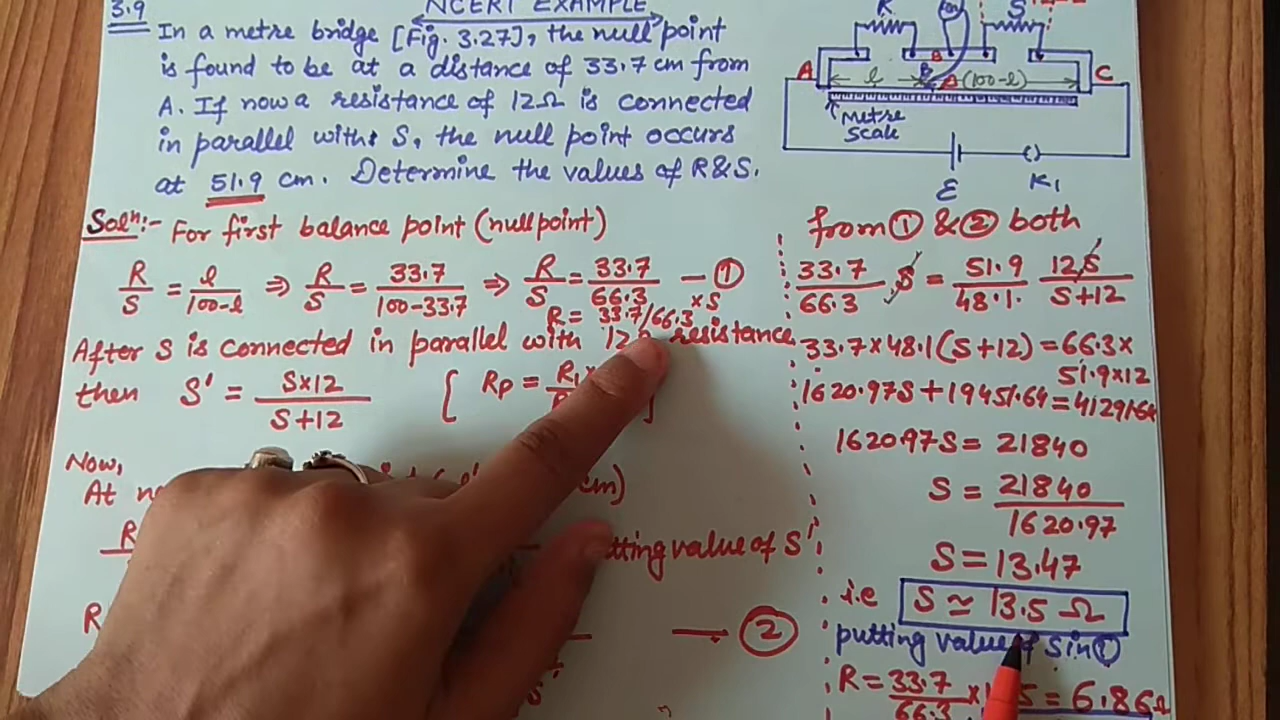 3.9
NCERT EXAMPLE
In a metre bridge [Fig. 3.27], the null point
is found to be at a distance of 33.7 cm from
A. If now a resistance of 12Ω is connected
in parallel with S, the null point occurs
at 51.9 cm. Determine the values of R & S.
R
S
A
B
B
C
l
(100-l)
Metre
Scale
E
K1
Solⁿ:- For first balance point (null point)
R/S = l/100-l ⇒ R/S = 33.7/100-33.7 ⇒ R/S = 33.7/66.3 — ①
R = 33.7/66.3 × S
After S is connected in parallel with resistance
then S' = S×12/S+12 [ Rp =
Now,
At
cm)
value of S'
R
→ ②
from ① & ② both
33.7/66.3 S = 51.9/48.1 12S/S+12
33.7×48.1(S+12) = 66.3×
51.9×12
1620.97S + 19451.64 = 41291.64
1620.97S = 21840
S = 21840/1620.97
S = 13.47
i.e S ≃ 13.5 Ω
putting value of S in ①
R = 33.7/66.3 × = 6.86Ω